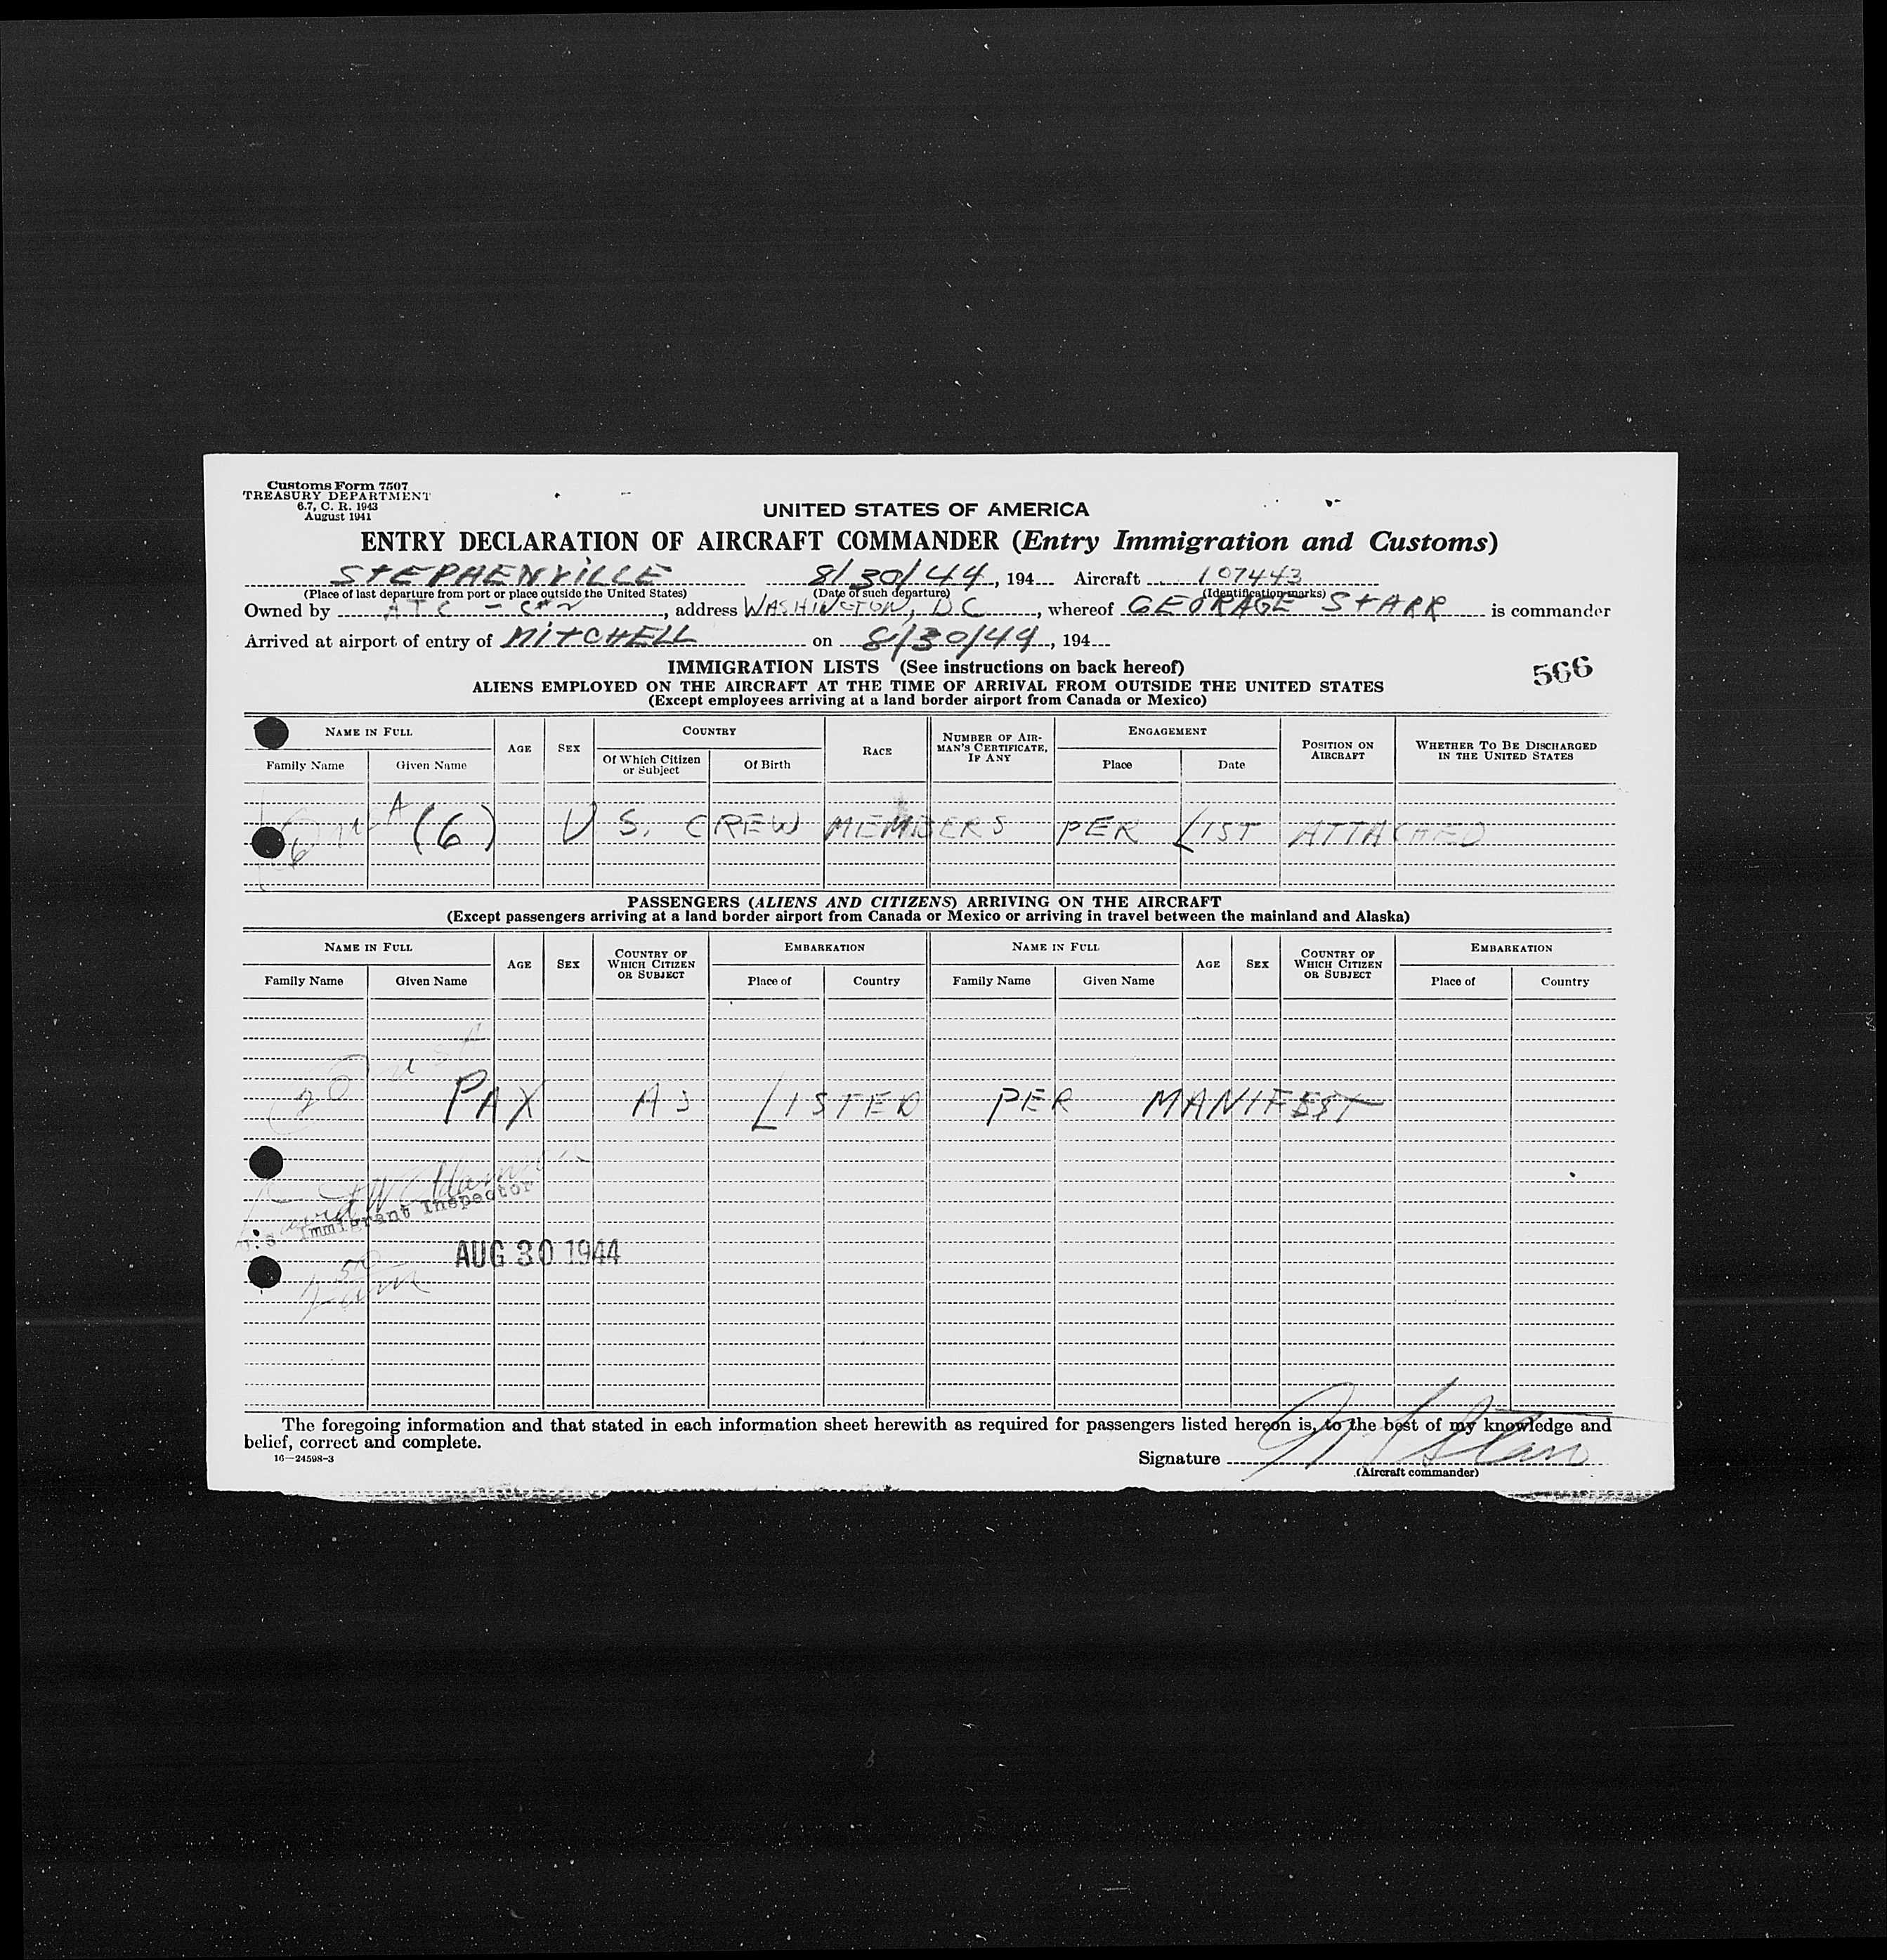 Customs Form 7507
TREASURY DEPARTMENT
6.7, C. R. 1943
August 1941
UNITED STATES OF AMERICA
ENTRY DECLARATION OF AIRCRAFT COMMANDER (Entry Immigration and Customs)
STEPHENVILLE 8/30/44, 194 Aircraft 107443
(Place of last departure from port or place outside the United States) (Date of such departure) (Identification marks)
Owned by ATC -, address WASHINGTON, DC, whereof GEORAGE STARR is commander
Arrived at airport of entry of MITCHELL on 8/30/44, 194
IMMIGRATION LISTS (See instructions on back hereof)
566
ALIENS EMPLOYED ON THE AIRCRAFT AT THE TIME OF ARRIVAL FROM OUTSIDE THE UNITED STATES
(Except employees arriving at a land border airport from Canada or Mexico)
NAME IN FULL AGE SEX COUNTRY RACE NUMBER OF AIRMAN'S CERTIFICATE, IF ANY ENGAGEMENT POSITION ON AIRCRAFT WHETHER TO BE DISCHARGED IN THE UNITED STATES
Family Name Given Name Of Which Citizen or Subject Of Birth Place Date
(6) U S. CREW MEMBERS PER LIST ATTACHED
PASSENGERS (ALIENS AND CITIZENS) ARRIVING ON THE AIRCRAFT
(Except passengers arriving at a land border airport from Canada or Mexico or arriving in travel between the mainland and Alaska)
NAME IN FULL AGE SEX COUNTRY OF WHICH CITIZEN OR SUBJECT EMBARKATION NAME IN FULL AGE SEX COUNTRY OF WHICH CITIZEN OR SUBJECT EMBARKATION
Family Name Given Name Place of Country Family Name Given Name Place of Country
20
PAX AS LISTED PER MANIFEST
U.S. Immigrant Inspector
AUG 30 1944
The foregoing information and that stated in each information sheet herewith as required for passengers listed hereon is, to the best of my knowledge and
belief, correct and complete.
16—24598-3
Signature
(Aircraft commander)